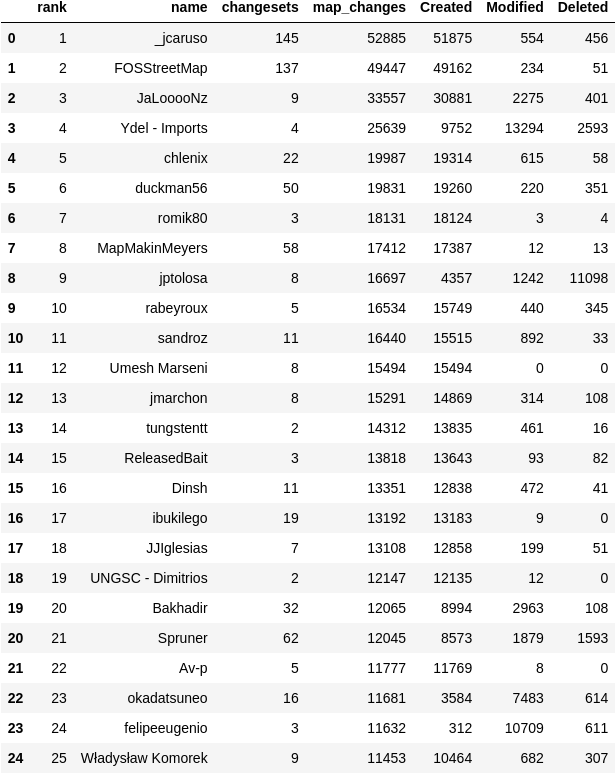 rank name changesets map_changes Created Modified Deleted
0 1 _jcaruso 145 52885 51875 554 456
1 2 FOSStreetMap 137 49447 49162 234 51
2 3 JaLooooNz 9 33557 30881 2275 401
3 4 Ydel - Imports 4 25639 9752 13294 2593
4 5 chlenix 22 19987 19314 615 58
5 6 duckman56 50 19831 19260 220 351
6 7 romik80 3 18131 18124 3 4
7 8 MapMakinMeyers 58 17412 17387 12 13
8 9 jptolosa 8 16697 4357 1242 11098
9 10 rabeyroux 5 16534 15749 440 345
10 11 sandroz 11 16440 15515 892 33
11 12 Umesh Marseni 8 15494 15494 0 0
12 13 jmarchon 8 15291 14869 314 108
13 14 tungstentt 2 14312 13835 461 16
14 15 ReleasedBait 3 13818 13643 93 82
15 16 Dinsh 11 13351 12838 472 41
16 17 ibukilego 19 13192 13183 9 0
17 18 JJIglesias 7 13108 12858 199 51
18 19 UNGSC - Dimitrios 2 12147 12135 12 0
19 20 Bakhadir 32 12065 8994 2963 108
20 21 Spruner 62 12045 8573 1879 1593
21 22 Av-p 5 11777 11769 8 0
22 23 okadatsuneo 16 11681 3584 7483 614
23 24 felipeeugenio 3 11632 312 10709 611
24 25 Władysław Komorek 9 11453 10464 682 307